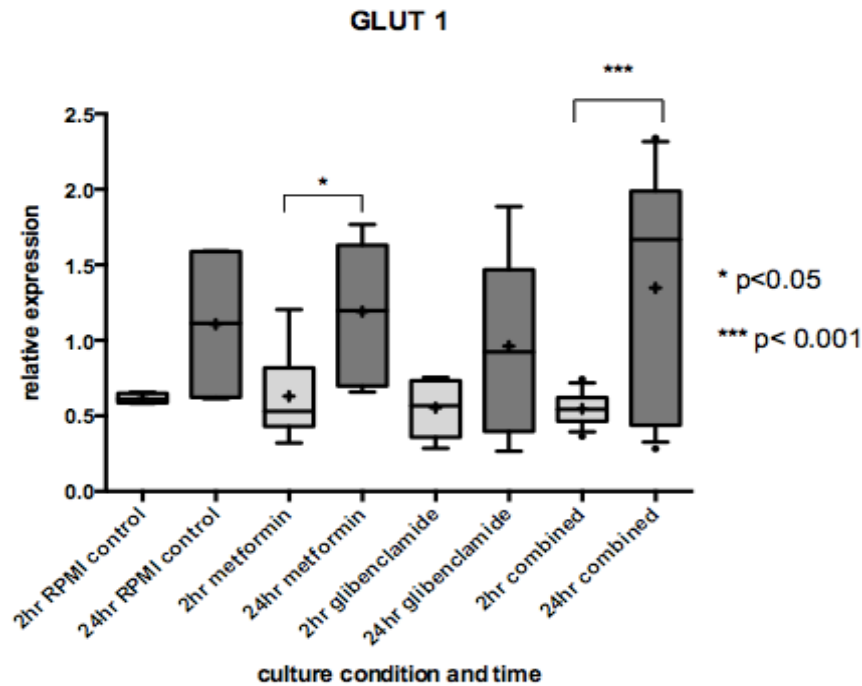 GLUT 1
***
*
2.5
2.0
1.5
1.0
0.5
0.0
relative expression
* p<0.05
*** p< 0.001
2hr RPMI control
24hr RPMI control
2hr metformin
24hr metformin
2hr glibenclamide
24hr glibenclamide
2hr combined
24hr combined
culture condition and time